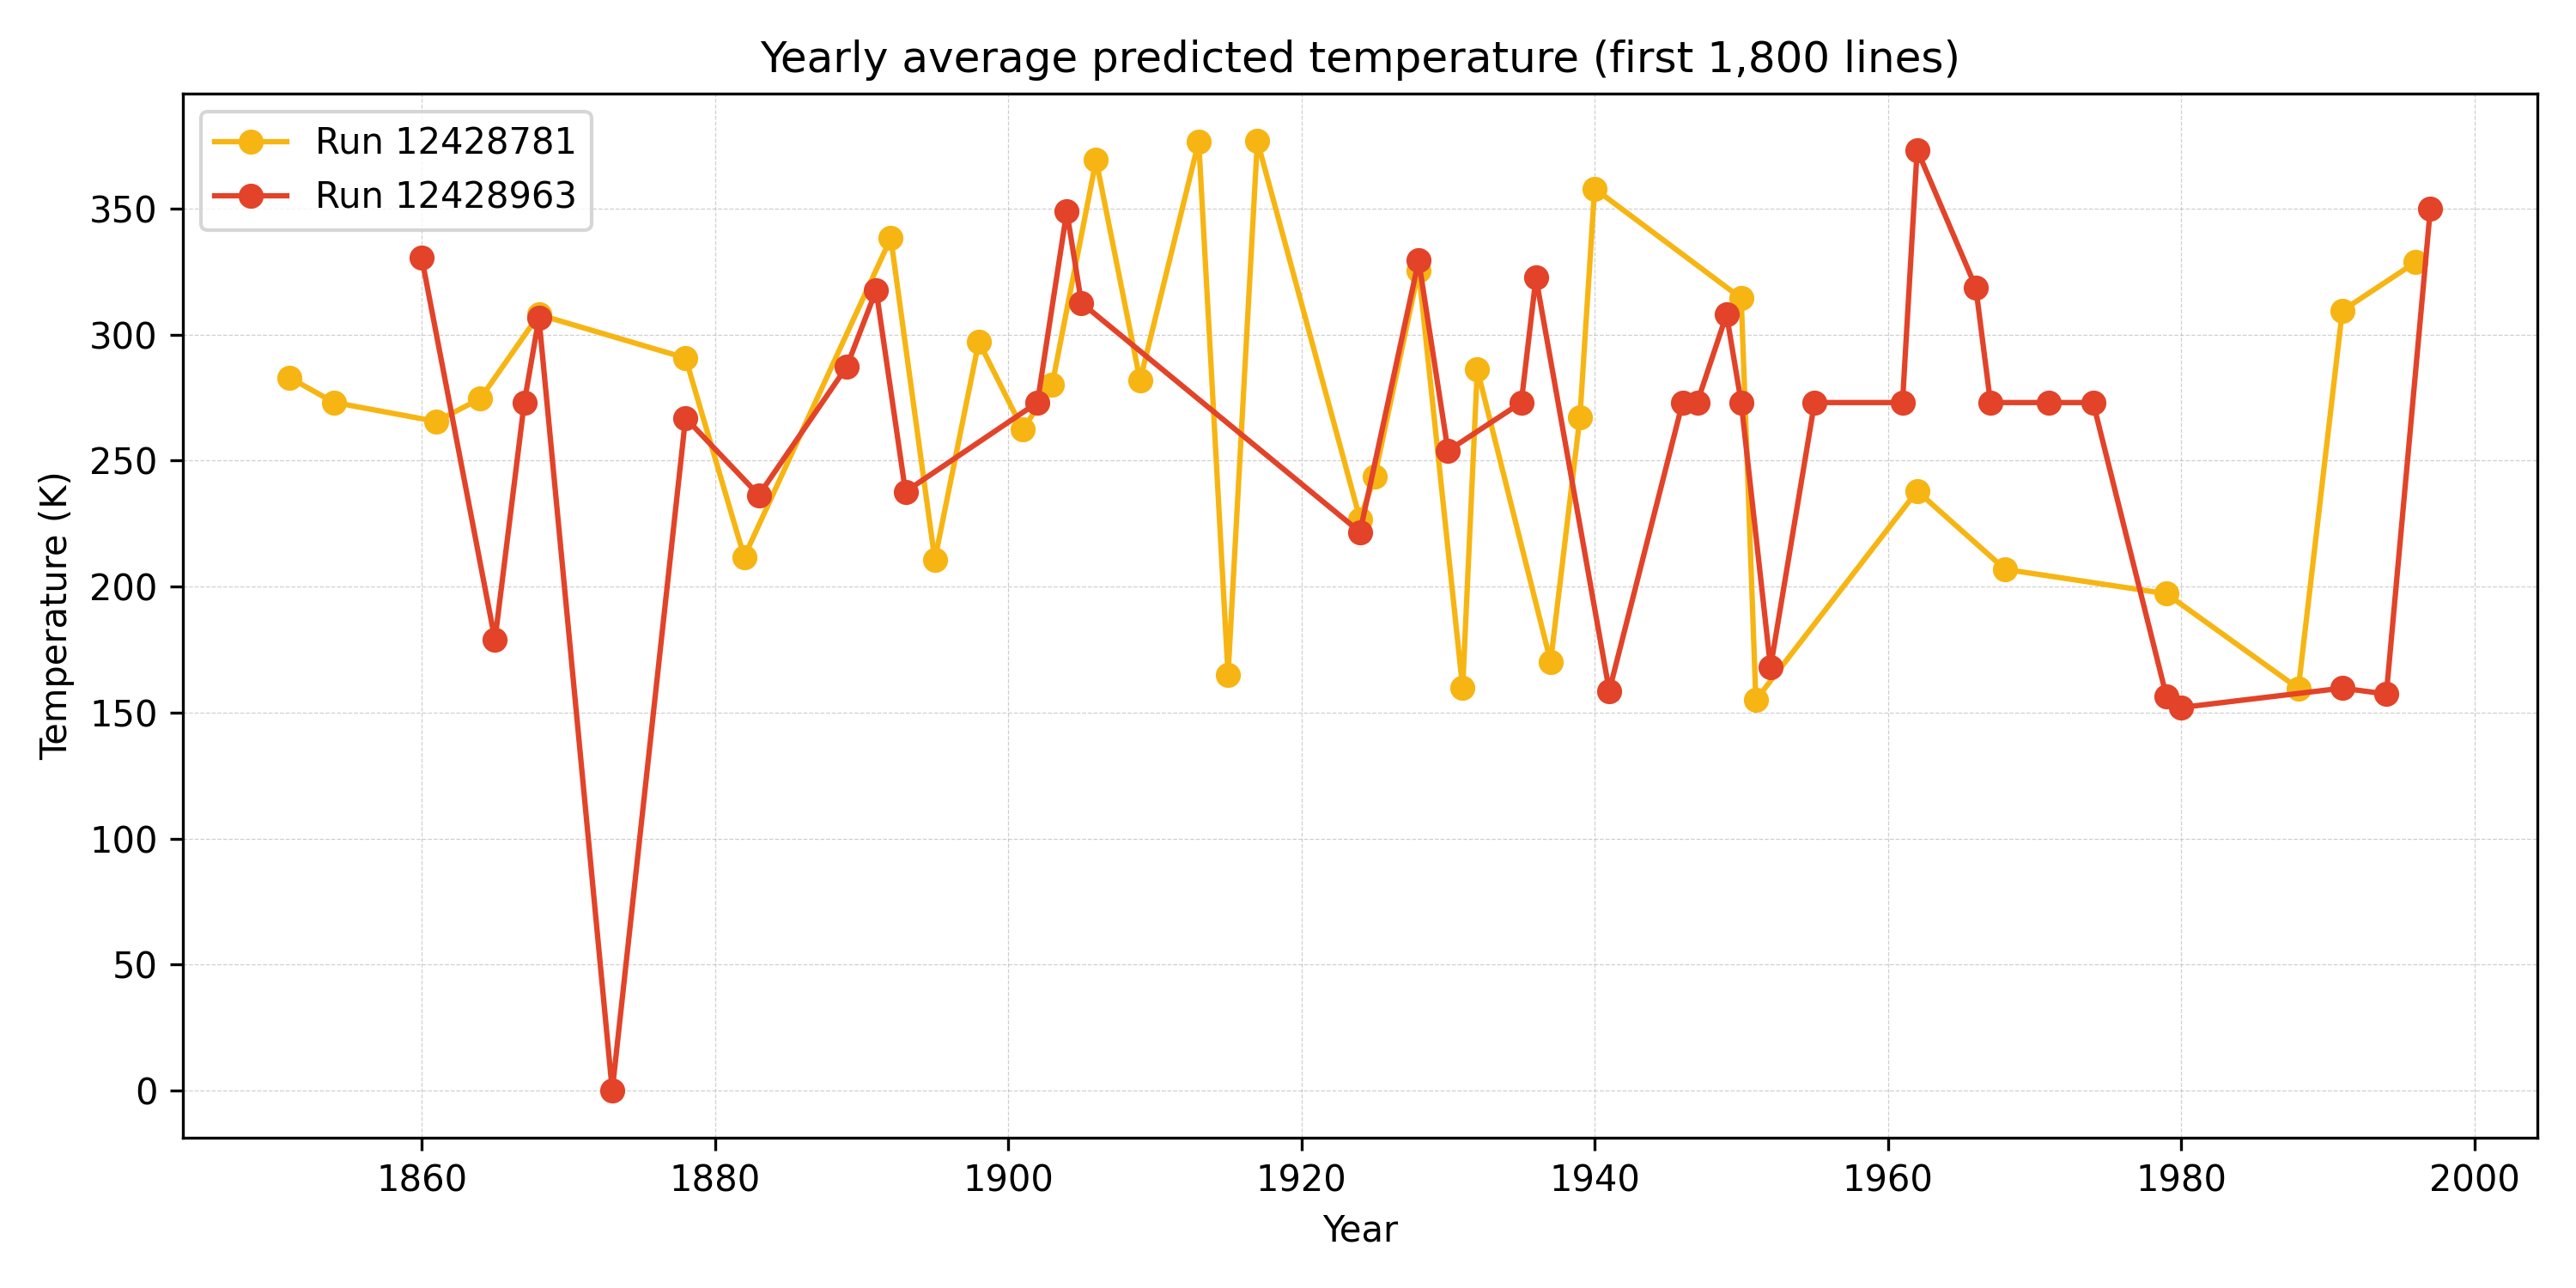 Yearly average predicted temperature (first 1,800 lines)
Run 12428781
Run 12428963
Temperature (K)
350
300
250
200
150
100
50
0
1860 1880 1900 1920 1940 1960 1980 2000
Year